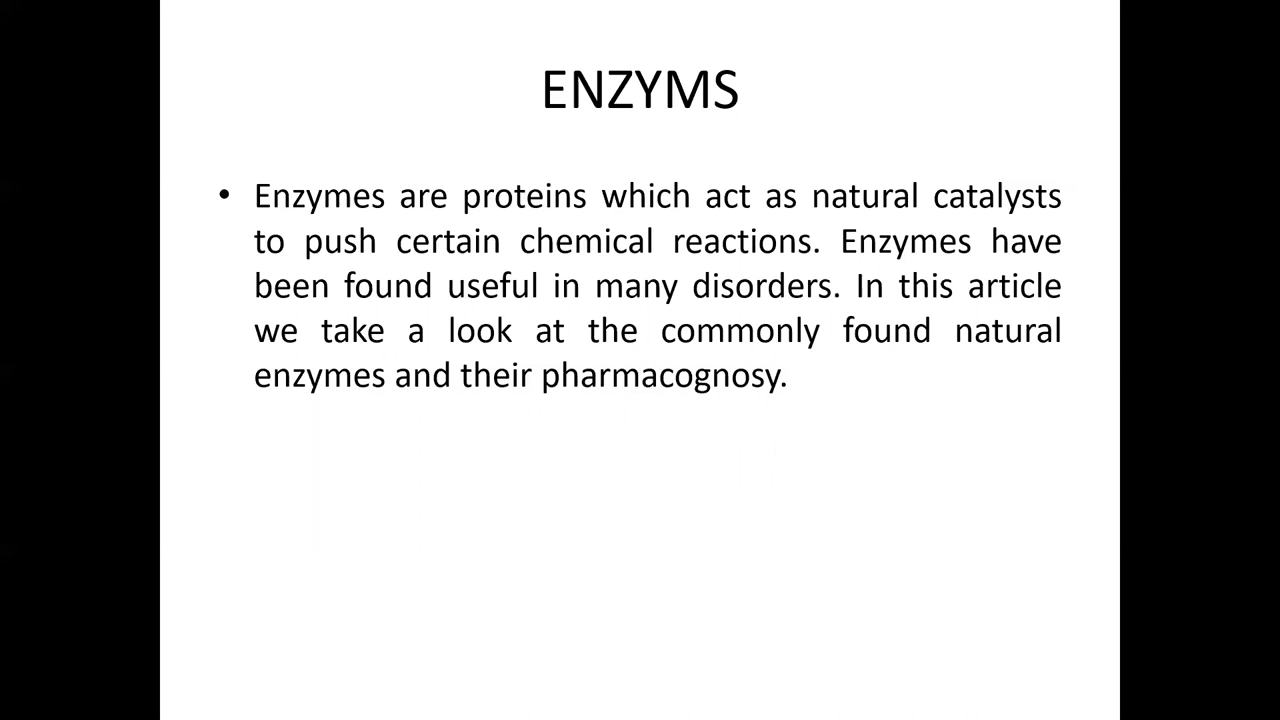 ENZYMS
• Enzymes are proteins which act as natural catalysts
to push certain chemical reactions. Enzymes have
been found useful in many disorders. In this article
we take a look at the commonly found natural
enzymes and their pharmacognosy.